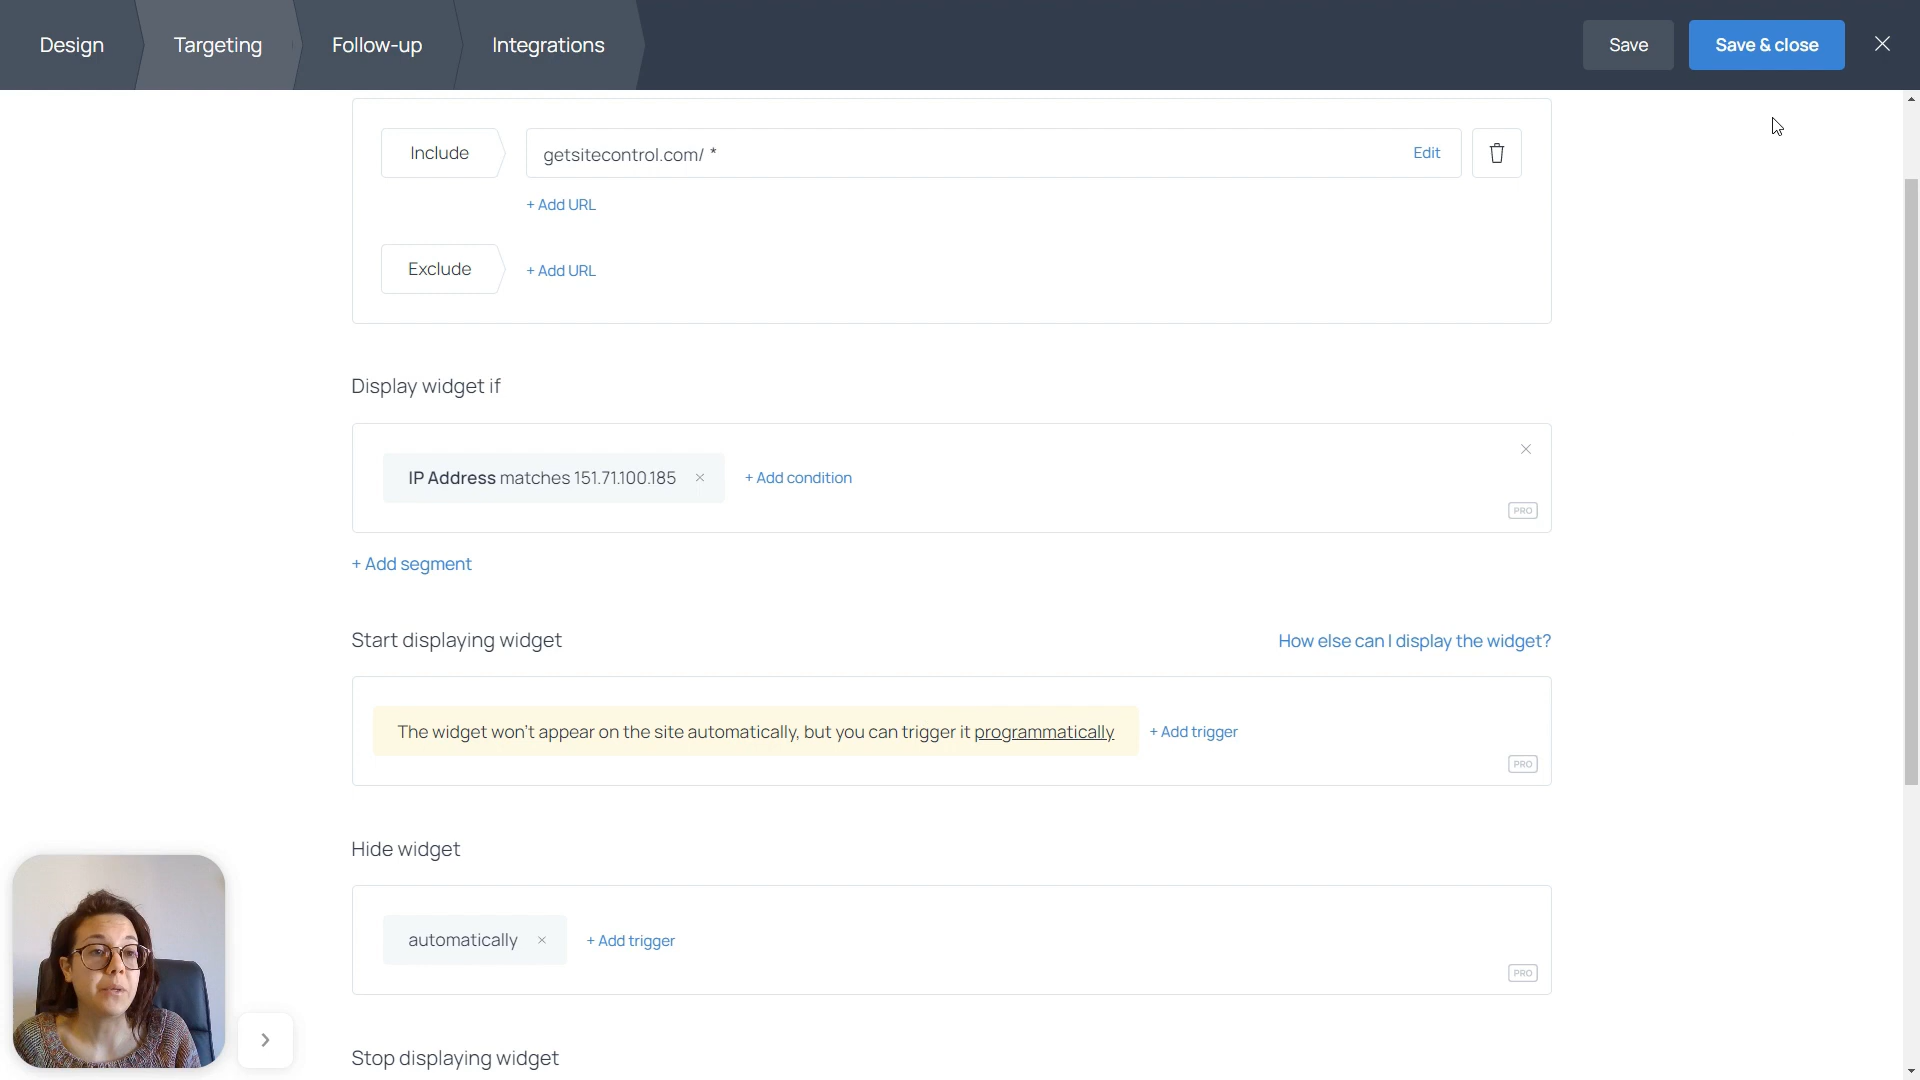 Design
Targeting
Follow-up
Integrations
Save
Save & close
Include
getsitecontrol.com/ *
Edit
+ Add URL
Exclude
+ Add URL
Display widget if
IP Address matches 151.71.100.185
+ Add condition
PRO
+ Add segment
Start displaying widget
How else can I display the widget?
The widget won't appear on the site automatically, but you can trigger it programmatically
+ Add trigger
PRO
Hide widget
automatically
+ Add trigger
PRO
Stop displaying widget